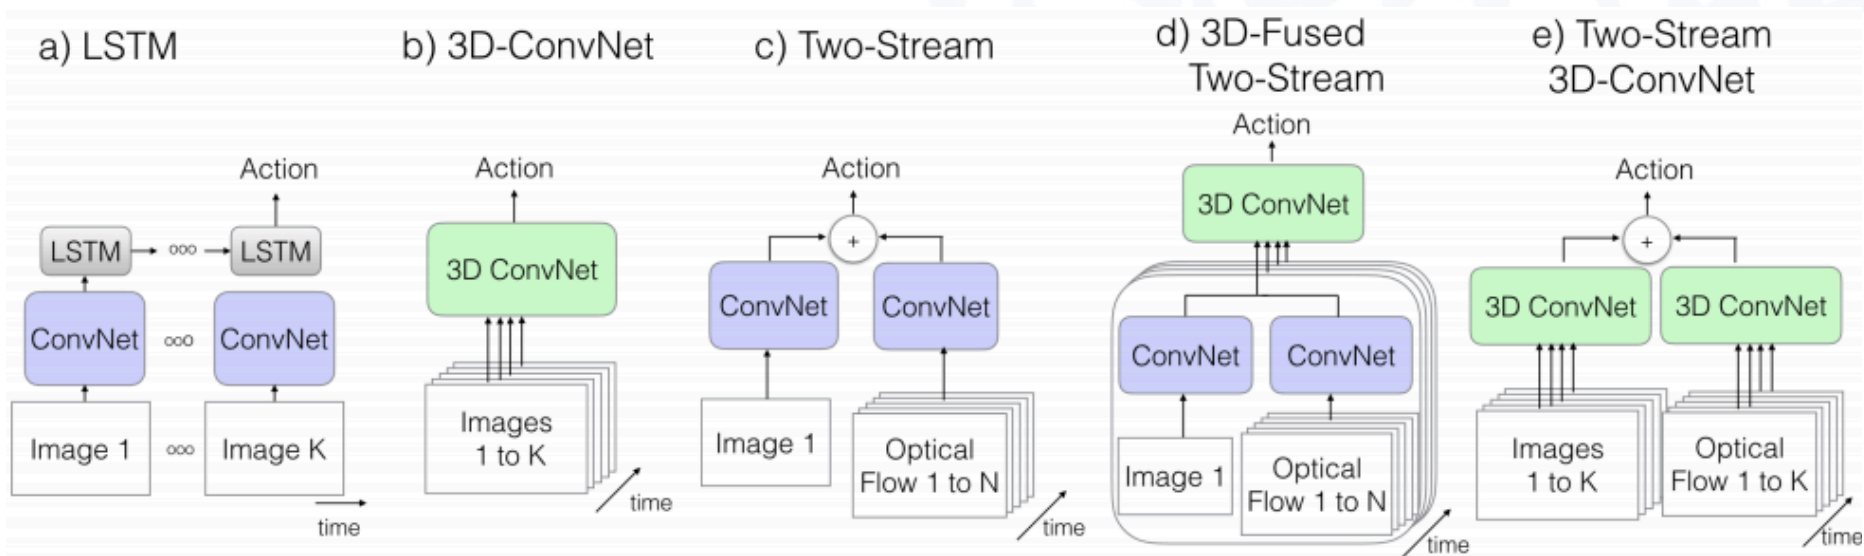 a) LSTM
Action
LSTM
∞∞
LSTM
ConvNet
∞∞
ConvNet
Image 1
∞∞
Image K
time
b) 3D-ConvNet
Action
3D ConvNet
Images
1 to K
time
c) Two-Stream
Action
+
ConvNet
ConvNet
Image 1
Optical
Flow 1 to N
time
d) 3D-Fused
Two-Stream
Action
3D ConvNet
ConvNet
ConvNet
Image 1
Optical
Flow 1 to N
time
e) Two-Stream
3D-ConvNet
Action
+
3D ConvNet
3D ConvNet
Images
1 to K
Optical
Flow 1 to K
time